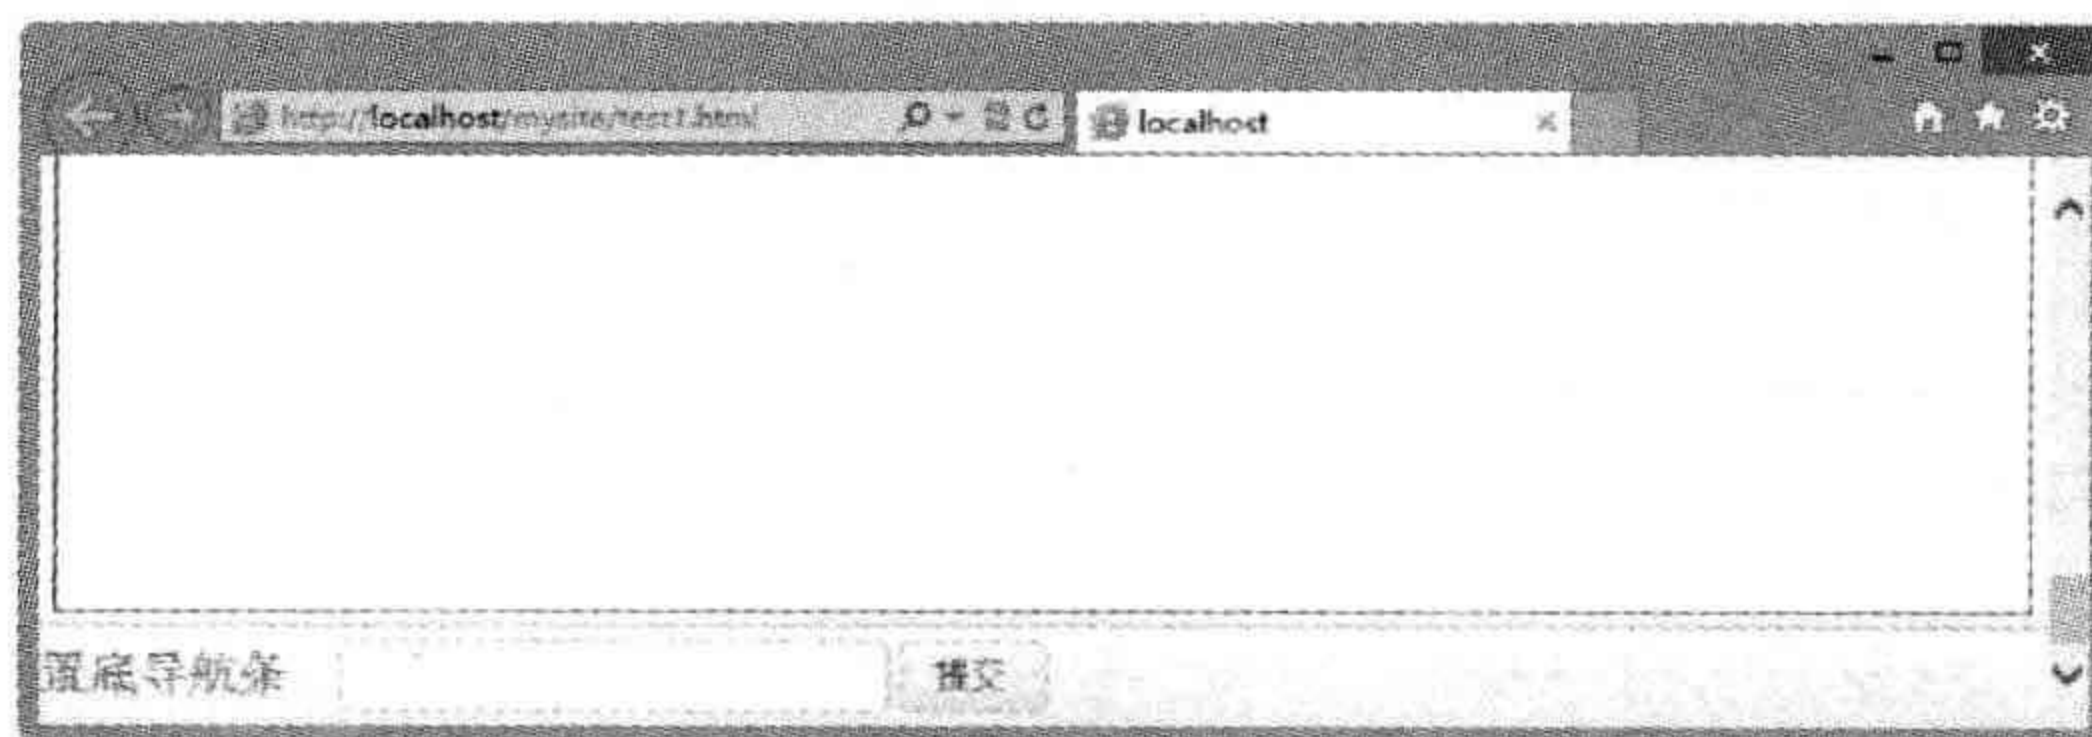 http://localhost/mysite/test1.html localhost
置底导航条 提交